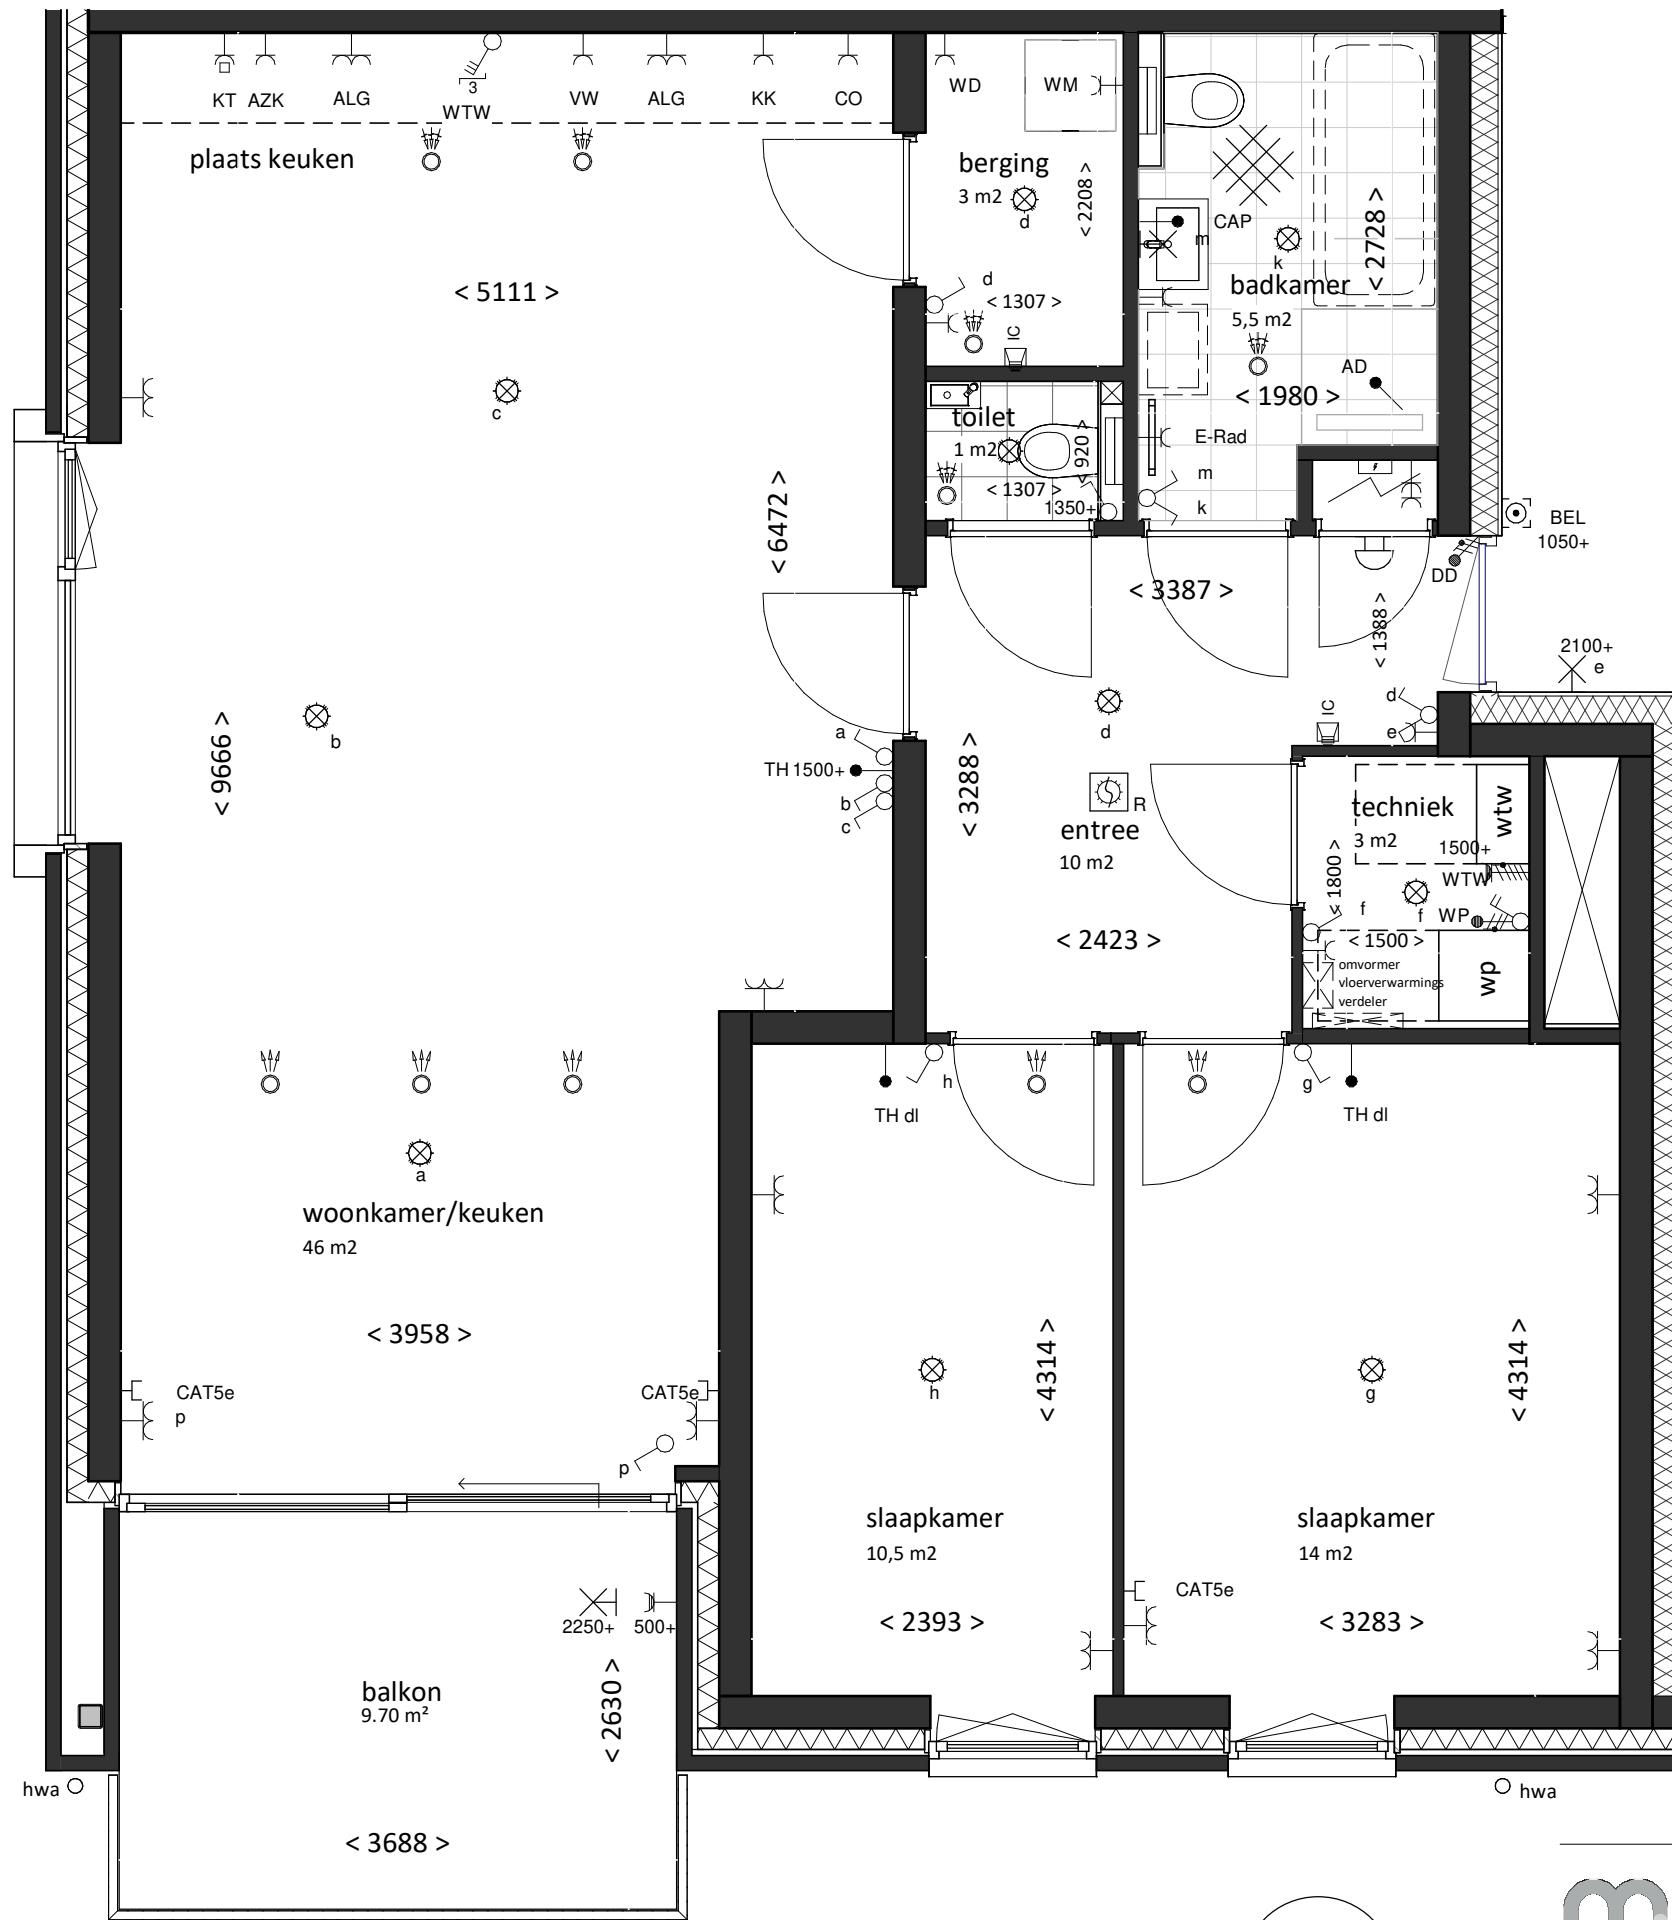 KT AZK ALG WTW VW ALG KK CO
3
plaats keuken
WD WM
berging
3 m2
d
< 2208 >
d
< 1307 >
IC
CAP
m
k
badkamer
5,5 m2
< 2728 >
AD
< 1980 >
E-Rad
m
k
toilet
1 m2
< 920 >
< 1307 >
1350+
< 5111 >
c
< 6472 >
b
< 9666 >
a
TH 1500+
b
c
BEL
1050+
DD
< 3387 >
< 1388 >
2100+
e
d
e
IC
d
< 3288 >
R
entree
10 m2
< 2423 >
techniek
3 m2
wtw
1500+
WTW
< 1800 >
f
f
WP
< 1500 >
omvormer
vloerverwarmings
verdeler
wp
h
TH dl
g
TH dl
a
woonkamer/keuken
46 m2
< 3958 >
CAT5e
p
CAT5e
p
h
< 4314 >
g
< 4314 >
slaapkamer
10,5 m2
< 2393 >
slaapkamer
14 m2
CAT5e
< 3283 >
2250+ 500+
balkon
9.70 m²
< 2630 >
hwa
hwa
< 3688 >